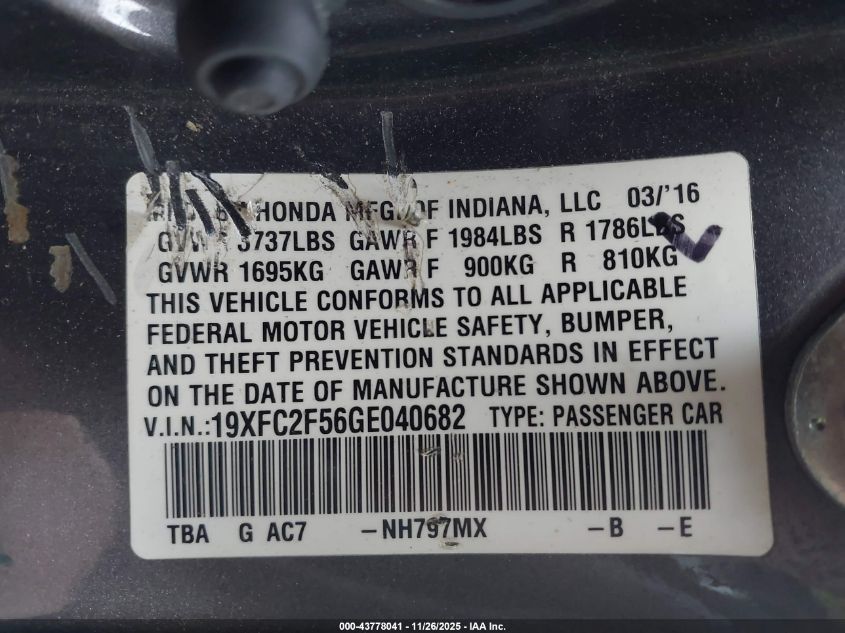 HONDA MFG. OF INDIANA, LLC 03/'16
GVWR 3737LBS GAWR F 1984LBS R 1786LBS
GVWR 1695KG GAWR F 900KG R 810KG
THIS VEHICLE CONFORMS TO ALL APPLICABLE
FEDERAL MOTOR VEHICLE SAFETY, BUMPER,
AND THEFT PREVENTION STANDARDS IN EFFECT
ON THE DATE OF MANUFACTURE SHOWN ABOVE.
V.I.N.:19XFC2F56GE040682 TYPE: PASSENGER CAR
TBA G AC7 –NH797MX –B –E
000-43778041 - 11/26/2025 - IAA Inc.